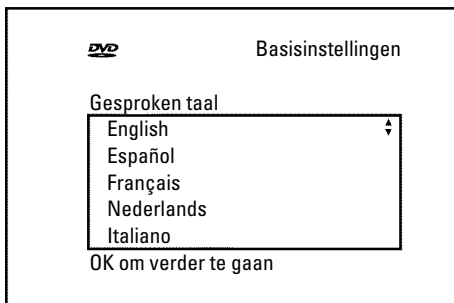 DVD Basisinstellingen
Gesproken taal
English
Español
Français
Nederlands
Italiano
OK om verder te gaan